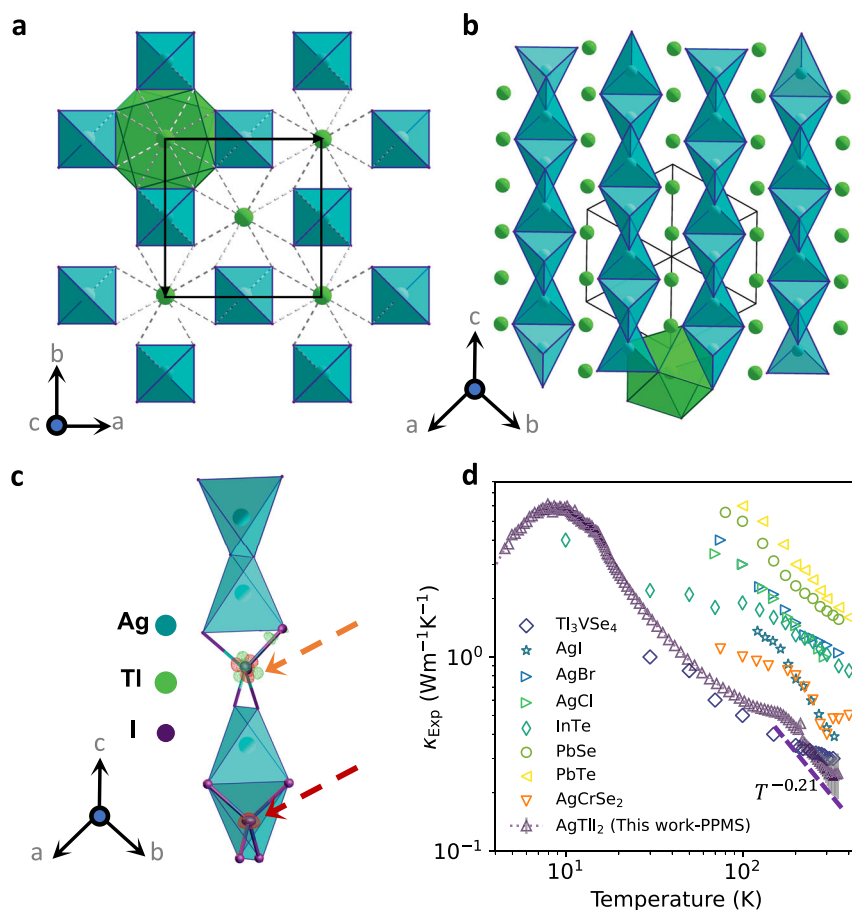 a
b
b
c
a
c
a
b
c
Ag
Tl
I
c
a
b
d
κExp (Wm⁻¹K⁻¹)
10⁰
10⁻¹
Tl₃VSe₄
AgI
AgBr
AgCl
InTe
PbSe
PbTe
AgCrSe₂
AgTlI₂ (This work-PPMS)
T⁻⁰·²¹
10¹
10²
Temperature (K)